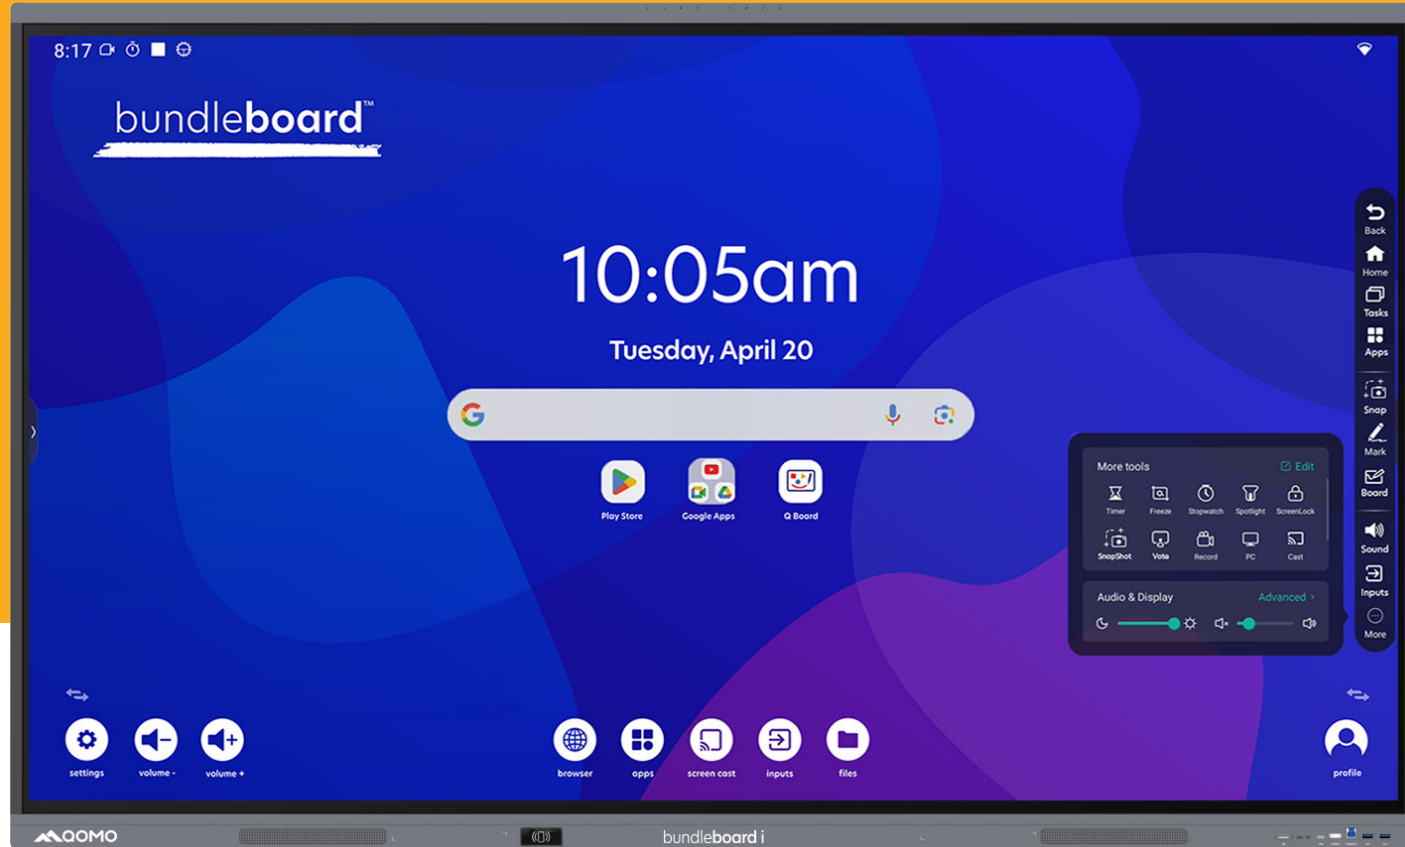 8:17
bundleboard™
10:05am
Tuesday, April 20
Play Store
Google Apps
Q Board
Back
Home
Tasks
Apps
Snap
Mark
Board
Sound
Inputs
More
More tools
Edit
Timer Freeze Stopwatch Spotlight ScreenLock
SnapShot Vote Record PC Cast
Audio & Display
Advanced >
settings volume - volume +
browser apps screen cast inputs files
profile
QOMO
bundleboard i